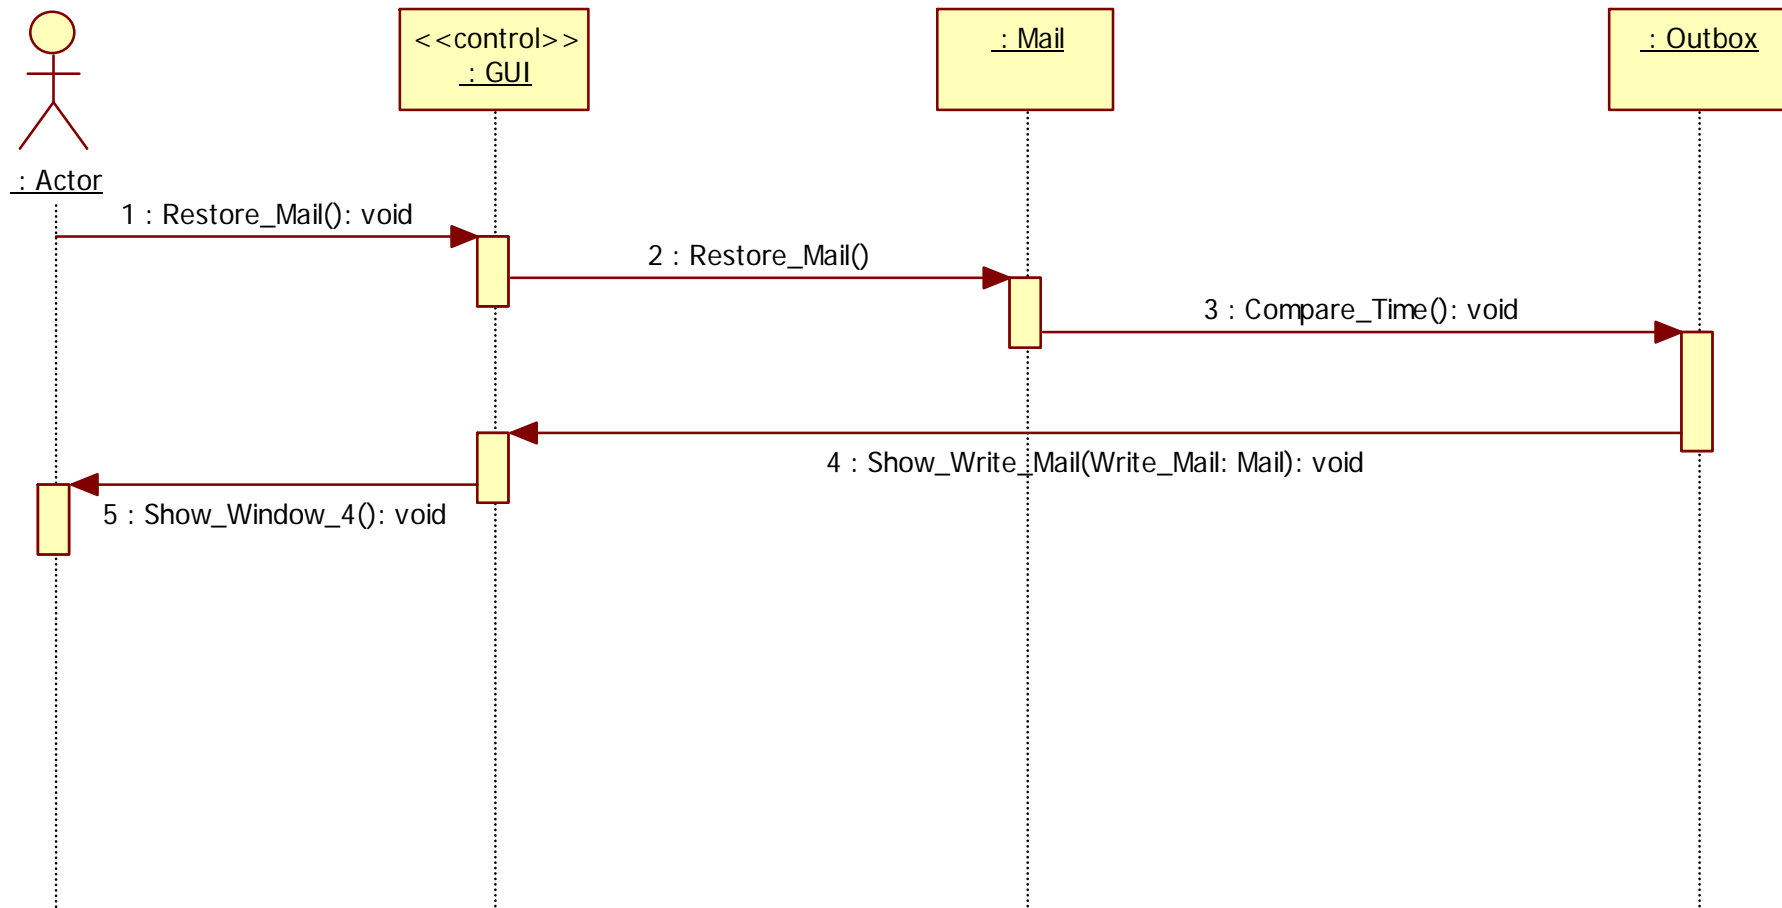 <<control>>
: GUI
: Mail
: Outbox
: Actor
1 : Restore_Mail(): void
2 : Restore_Mail()
3 : Compare_Time(): void
4 : Show_Write_Mail(Write_Mail: Mail): void
5 : Show_Window_4(): void